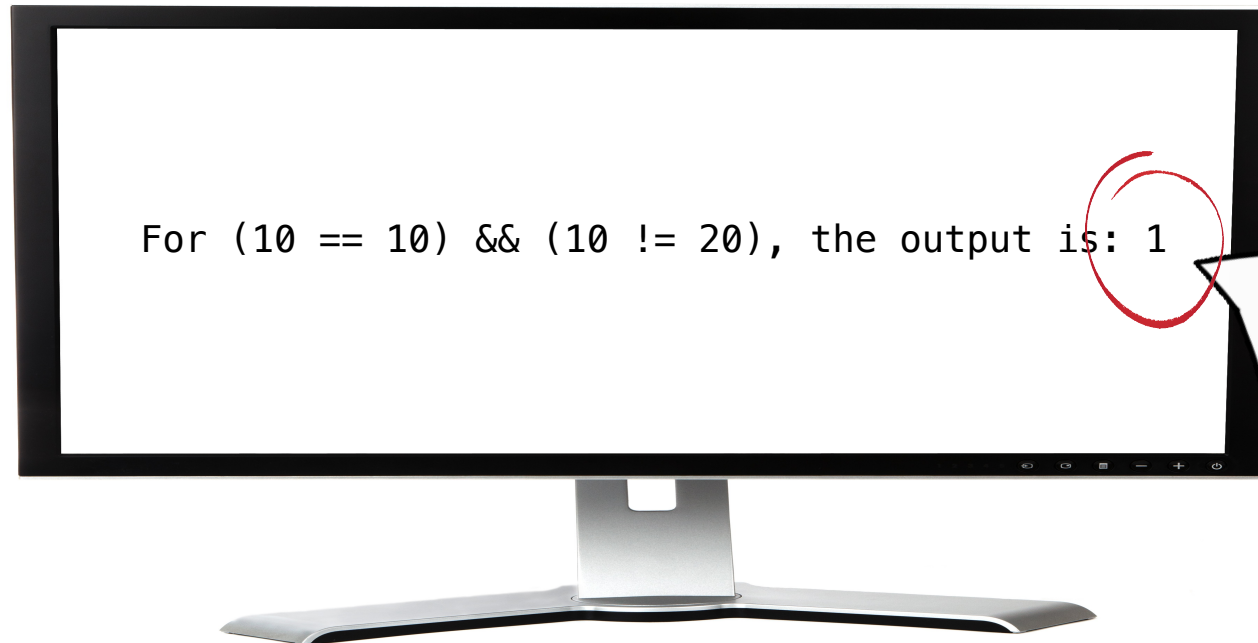 For (10 == 10) && (10 != 20), the output is: 1